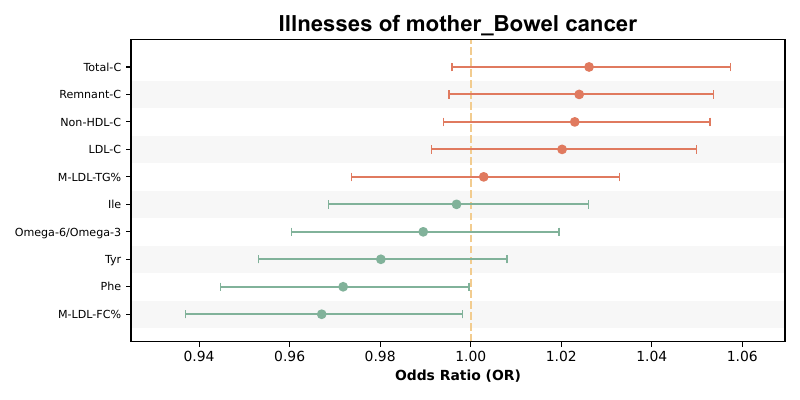 Illnesses of mother_Bowel cancer
Total-C
Remnant-C
Non-HDL-C
LDL-C
M-LDL-TG%
Ile
Omega-6/Omega-3
Tyr
Phe
M-LDL-FC%
0.94 0.96 0.98 1.00 1.02 1.04 1.06
Odds Ratio (OR)